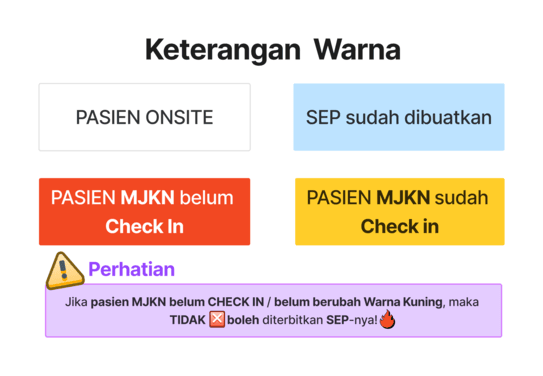 Keterangan Warna
PASIEN ONSITE
SEP sudah dibuatkan
PASIEN MJKN belum
Check In
PASIEN MJKN sudah
Check in
Perhatian
Jika pasien MJKN belum CHECK IN / belum berubah Warna Kuning, maka
TIDAK ❌ boleh diterbitkan SEP-nya!🔥